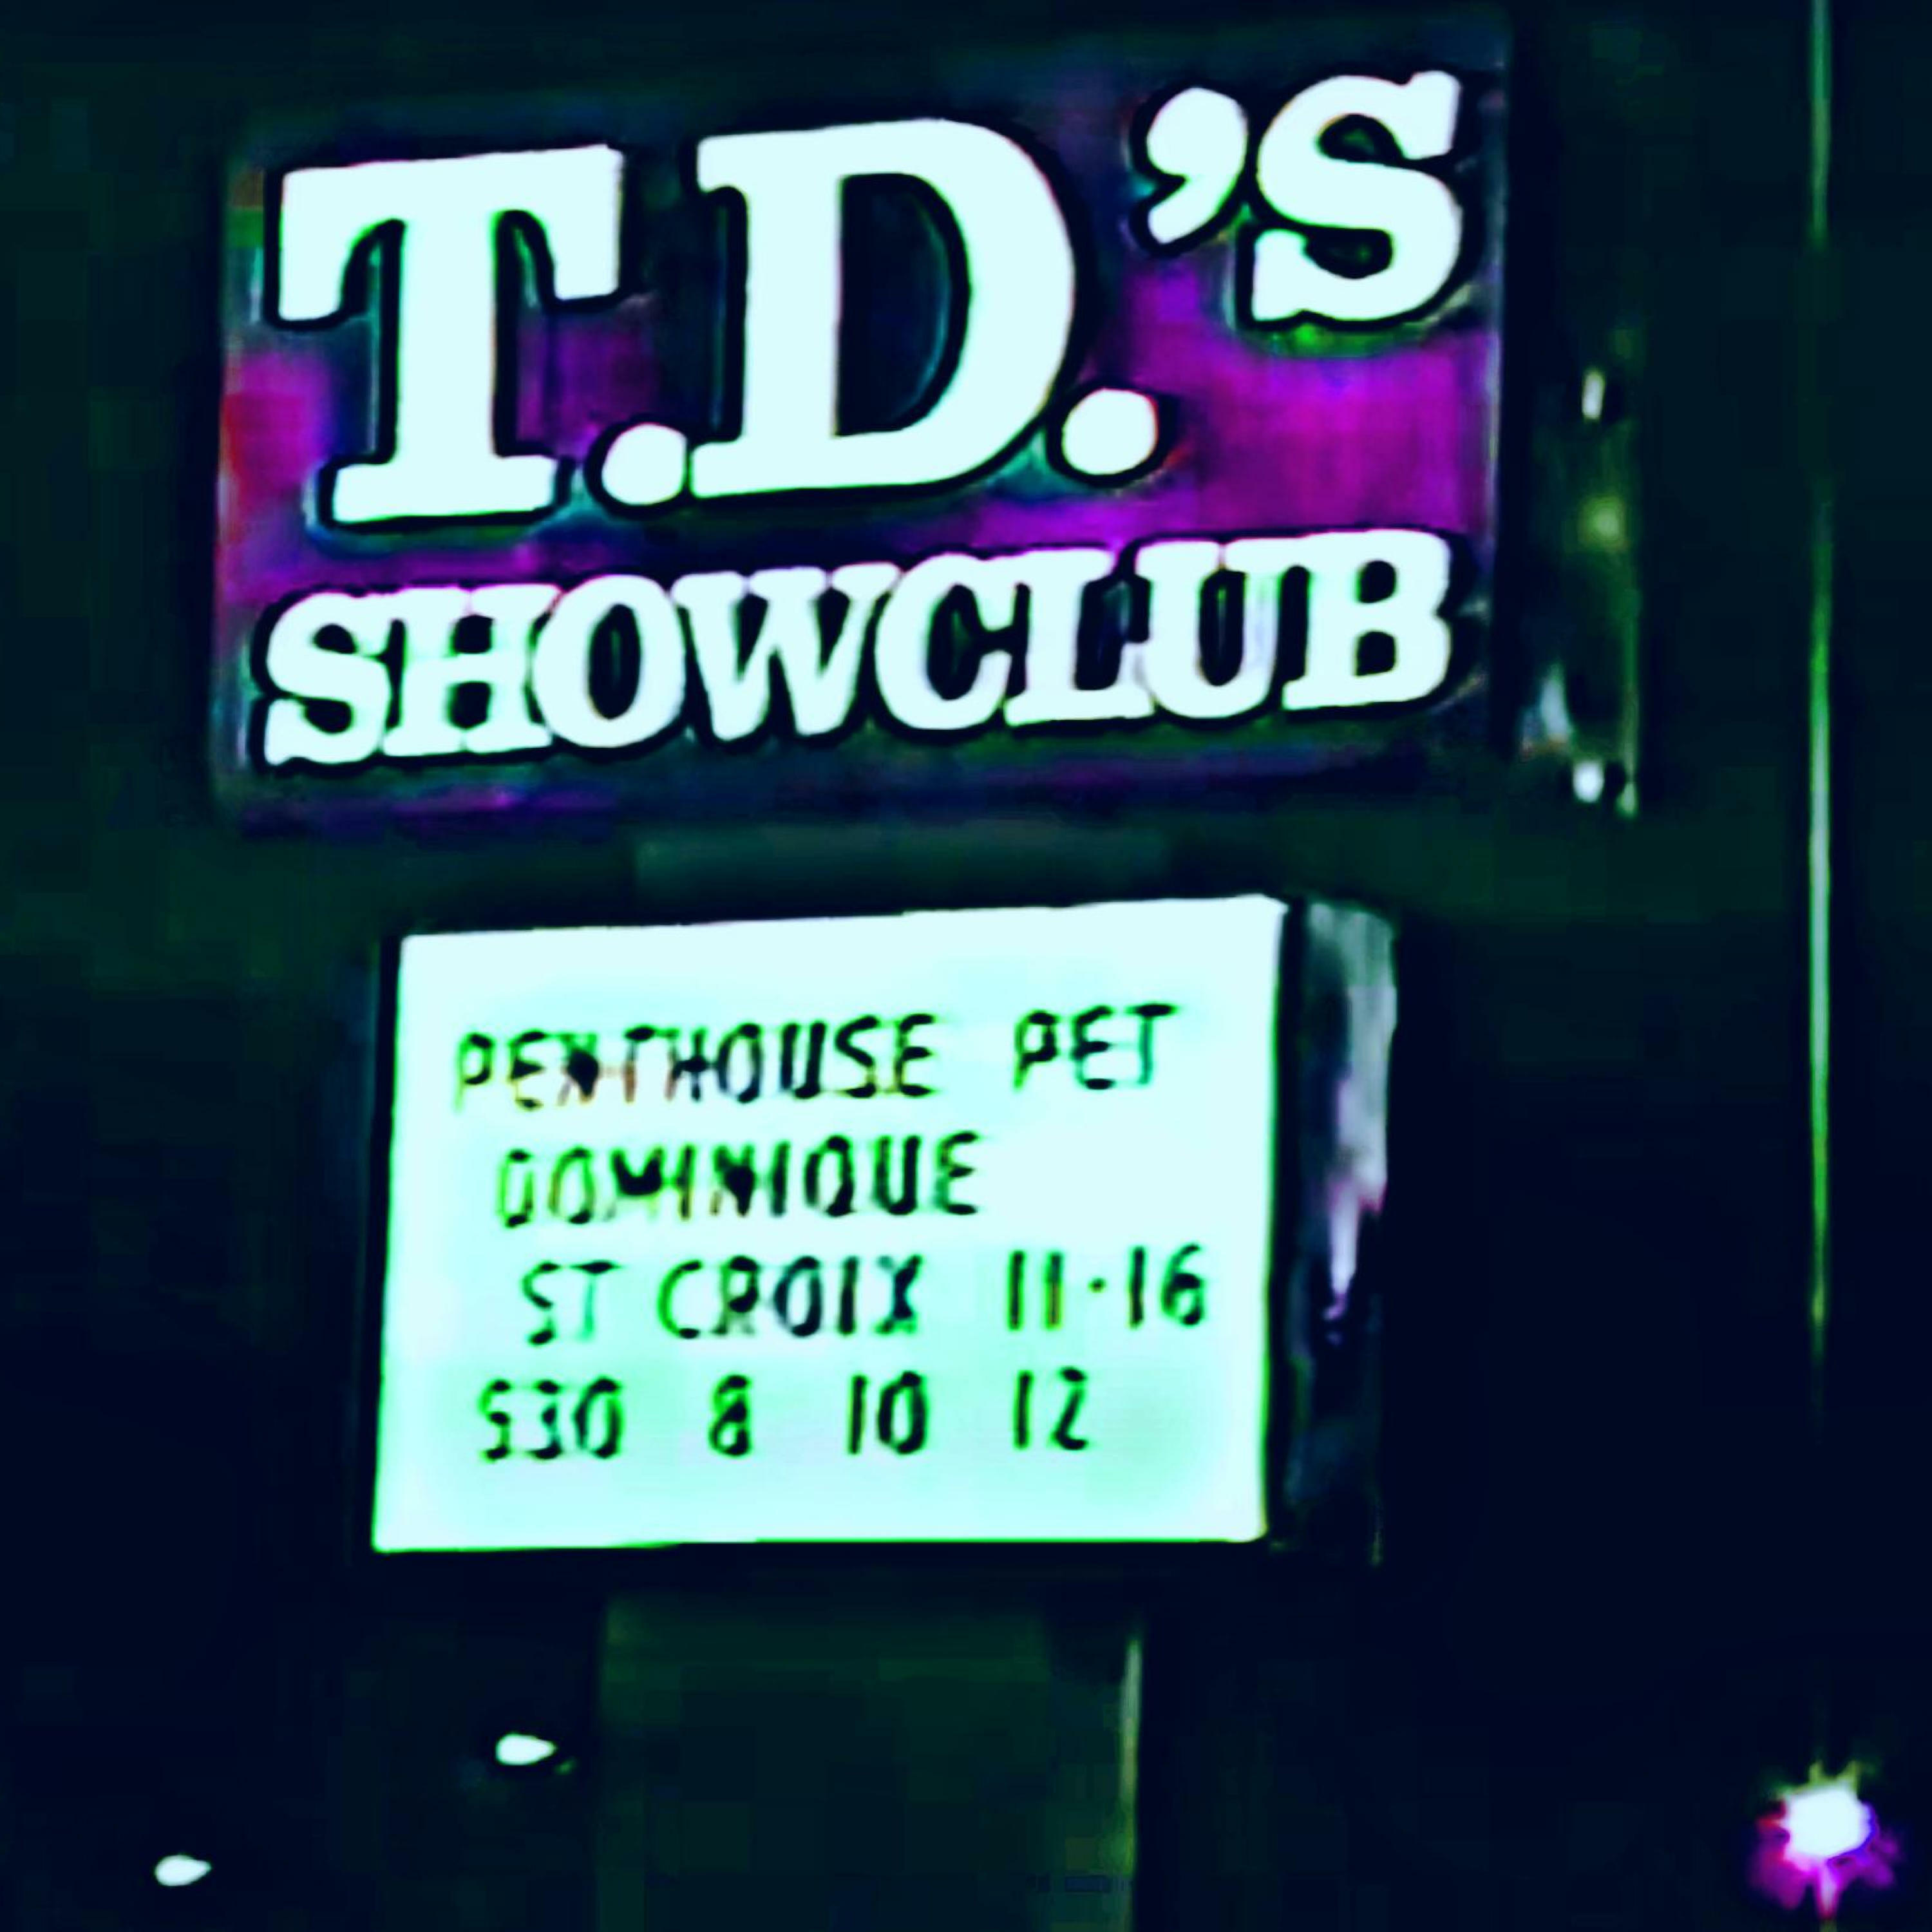 T.D.'S
SHOWCLUB
PENTHOUSE PET
DOMINIQUE
ST CROIX 11-16
530 8 10 12